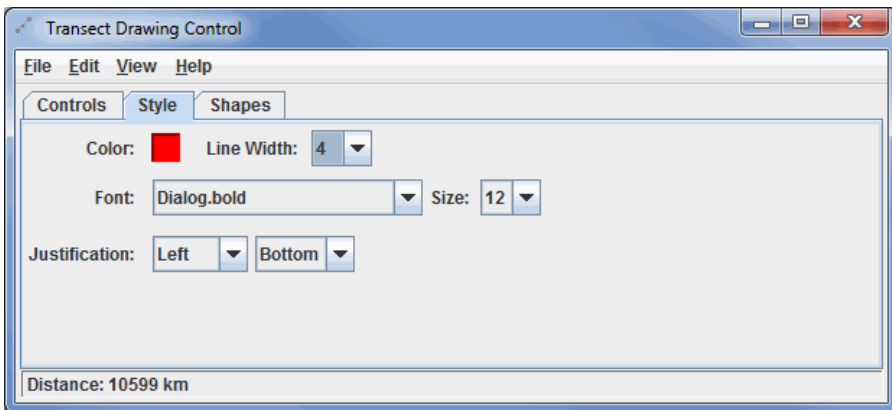 Transect Drawing Control
File Edit View Help
Controls Style Shapes
Color: Line Width: 4
Font: Dialog.bold Size: 12
Justification: Left Bottom
Distance: 10599 km